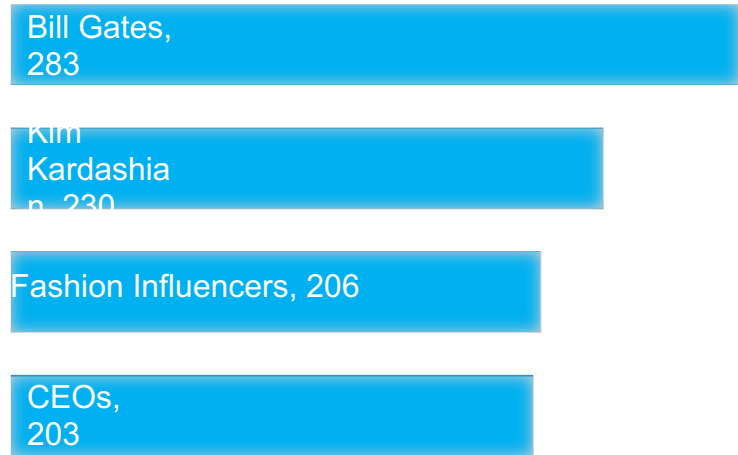 Bill Gates,
283
Kim
Kardashia
n, 230
Fashion Influencers, 206
CEOs,
203